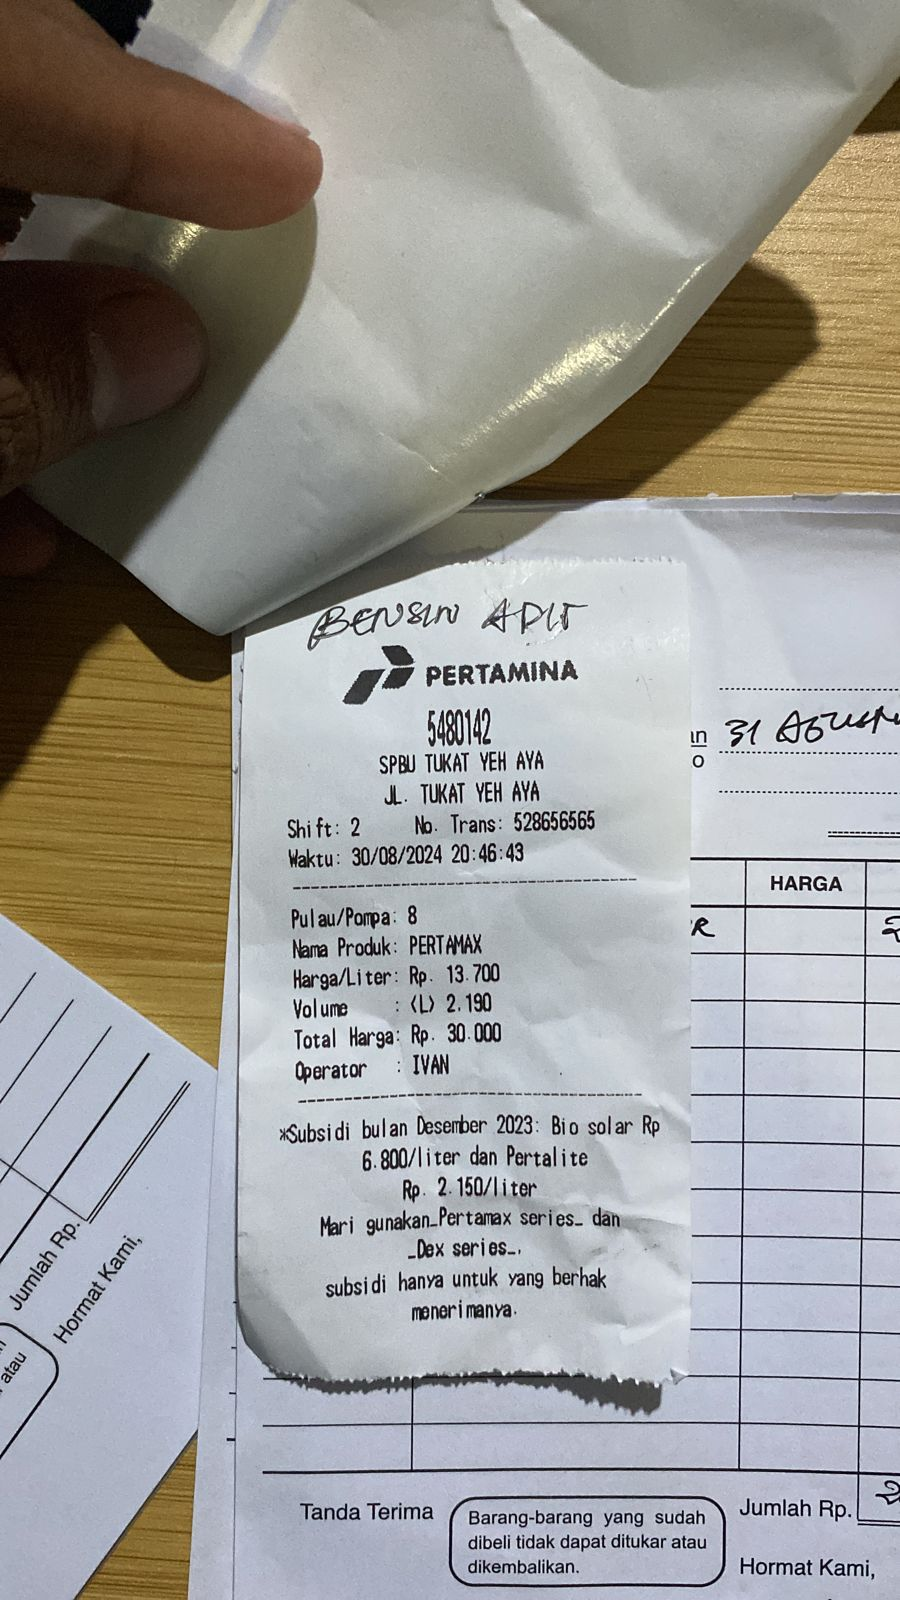 BENSIN ADIT
PERTAMINA
5480142
SPBU TUKAT YEH AYA
JL. TUKAT YEH AYA
Shift: 2 No. Trans: 528656565
Waktu: 30/08/2024 20:46:43
Pulau/Pompa: 8
Nama Produk: PERTAMAX
Harga/Liter: Rp. 13.700
Volume : (L) 2.190
Total Harga: Rp. 30.000
Operator : IVAN
*Subsidi bulan Desember 2023: Bio solar Rp
6.800/liter dan Pertalite
Rp. 2.150/liter
Mari gunakan_Pertamax series_ dan
_Dex series_.
subsidi hanya untuk yang berhak
menerimanya.
31
HARGA
Tanda Terima
Barang-barang yang sudah
dibeli tidak dapat ditukar atau
dikembalikan.
Jumlah Rp.
Hormat Kami,
Jumlah Rp.
Hormat Kami,
atau